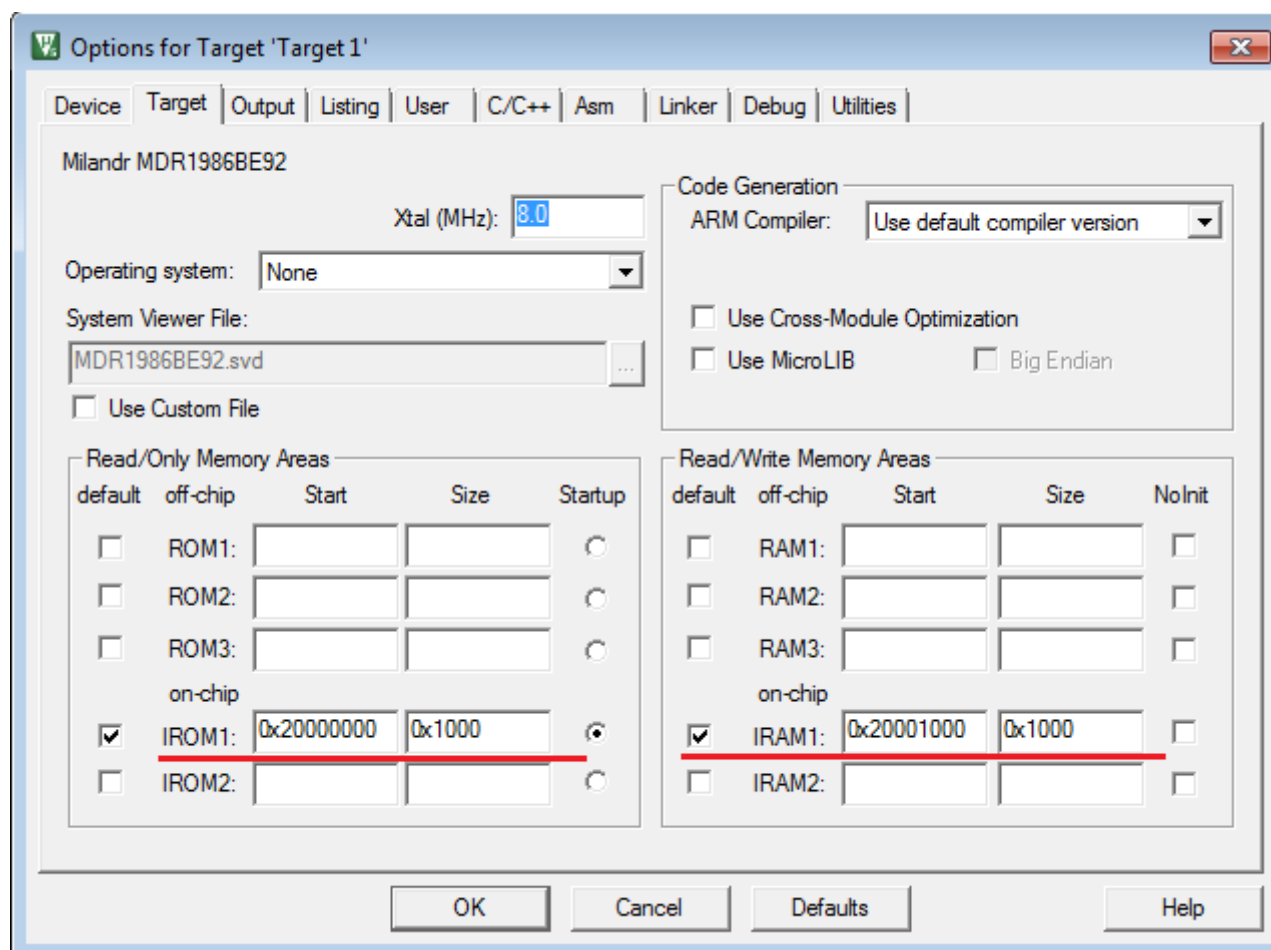 Options for Target 'Target 1'
Device Target Output Listing User C/C++ Asm Linker Debug Utilities
Milandr MDR1986BE92
Xtal (MHz): 8.0
Operating system: None
System Viewer File:
MDR1986BE92.svd ...
Use Custom File
Code Generation
ARM Compiler: Use default compiler version
Use Cross-Module Optimization
Use MicroLIB Big Endian
Read/Only Memory Areas
default off-chip Start Size Startup
ROM1:
ROM2:
ROM3:
on-chip
IROM1: 0x20000000 0x1000
IROM2:
Read/Write Memory Areas
default off-chip Start Size NoInit
RAM1:
RAM2:
RAM3:
on-chip
IRAM1: 0x20001000 0x1000
IRAM2:
OK Cancel Defaults Help